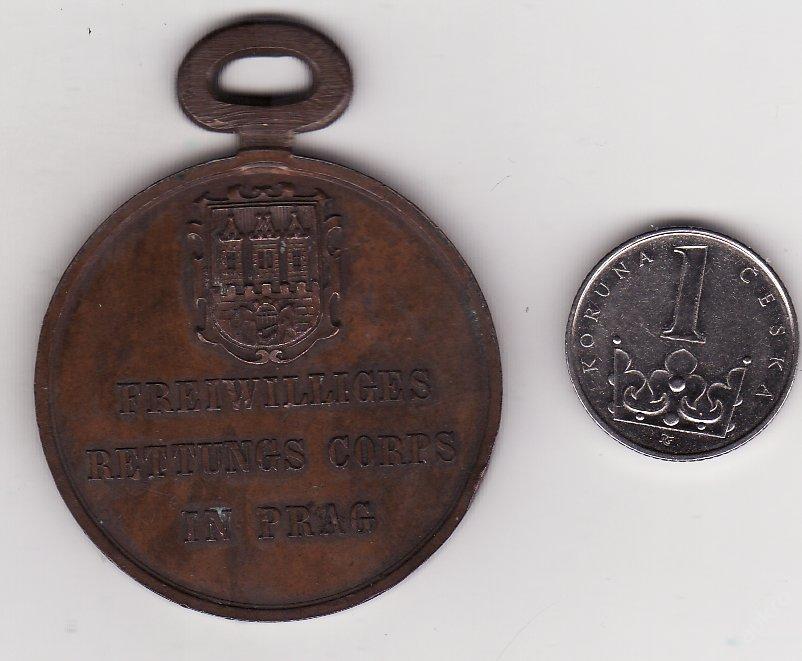 FREIWILLIGES
RETTUNGS CORPS
IN PRAG
KORUNA ČESKÁ
1